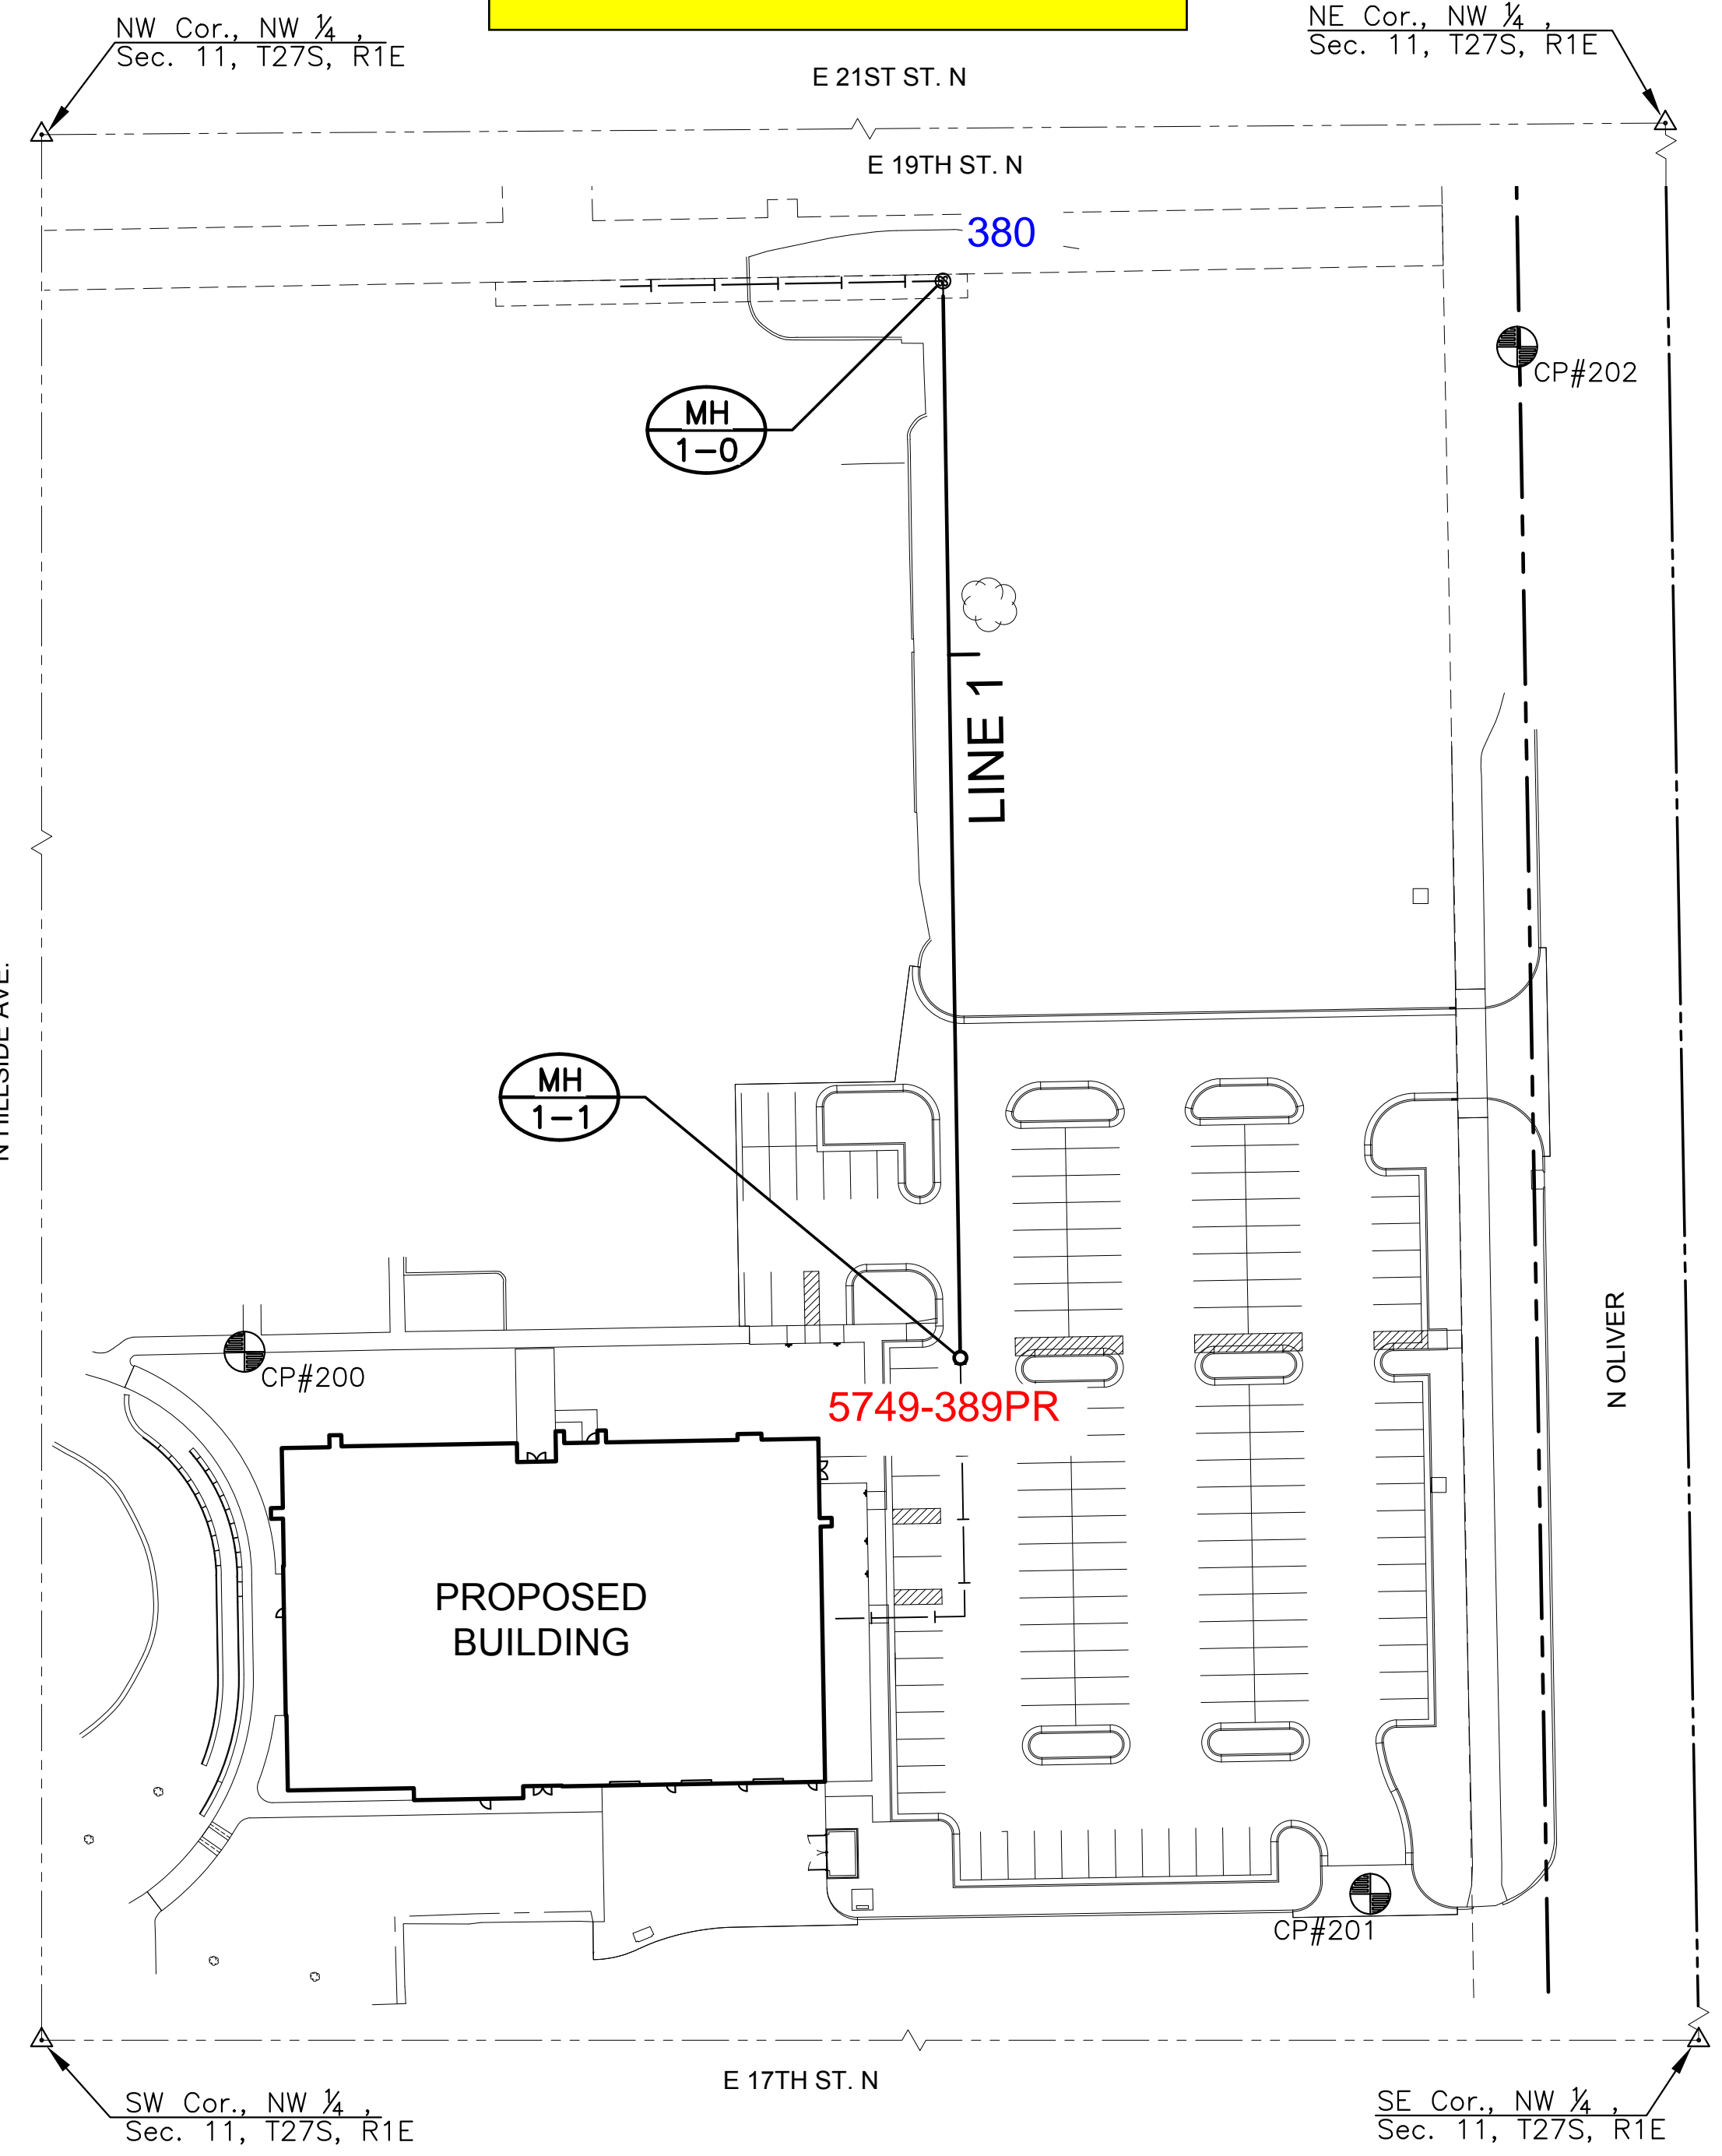 NW Cor., NW ¼ ,
Sec. 11, T27S, R1E
NE Cor., NW ¼ ,
Sec. 11, T27S, R1E
E 21ST ST. N
E 19TH ST. N
380
CP#202
MH
1-0
LINE 1
N HILLSIDE AVE.
MH
1-1
N OLIVER
CP#200
5749-389PR
PROPOSED
BUILDING
CP#201
E 17TH ST. N
SW Cor., NW ¼ ,
Sec. 11, T27S, R1E
SE Cor., NW ¼ ,
Sec. 11, T27S, R1E